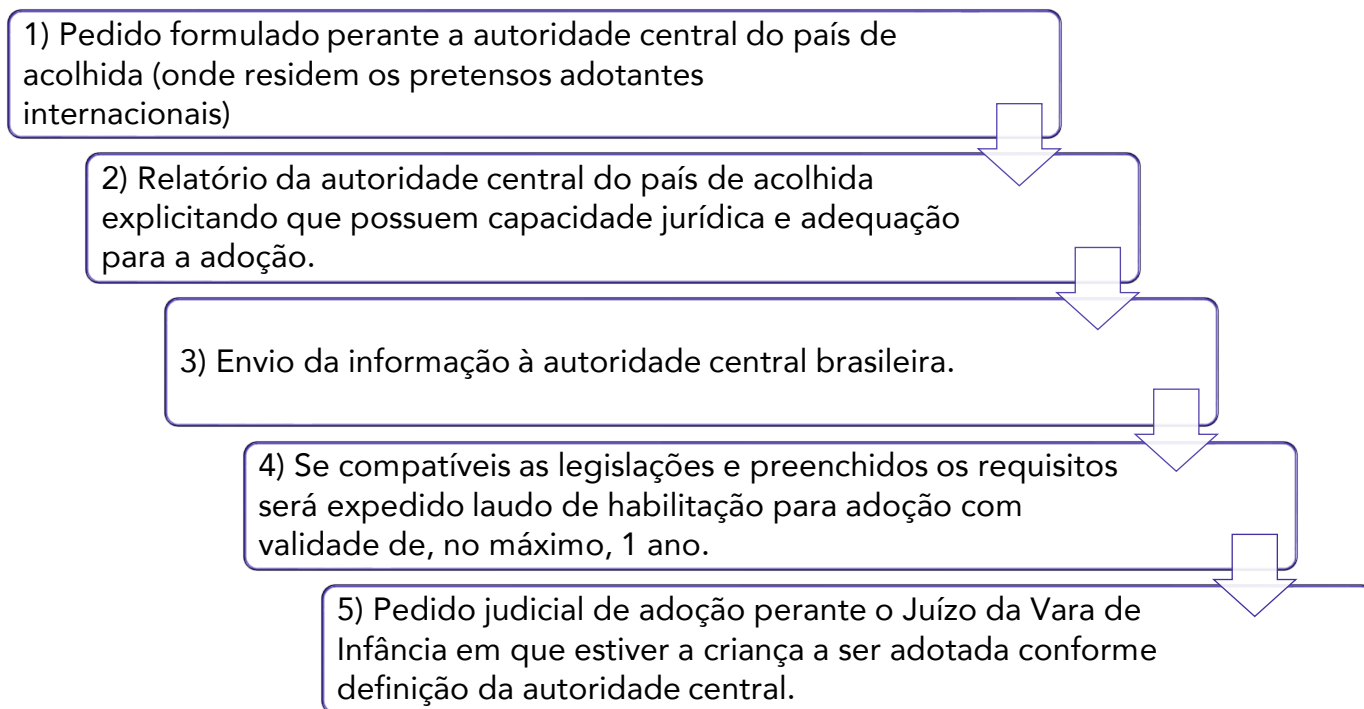 1) Pedido formulado perante a autoridade central do país de
acolhida (onde residem os pretensos adotantes
internacionais)
2) Relatório da autoridade central do país de acolhida
explicitando que possuem capacidade jurídica e adequação
para a adoção.
3) Envio da informação à autoridade central brasileira.
4) Se compatíveis as legislações e preenchidos os requisitos
será expedido laudo de habilitação para adoção com
validade de, no máximo, 1 ano.
5) Pedido judicial de adoção perante o Juízo da Vara de
Infância em que estiver a criança a ser adotada conforme
definição da autoridade central.